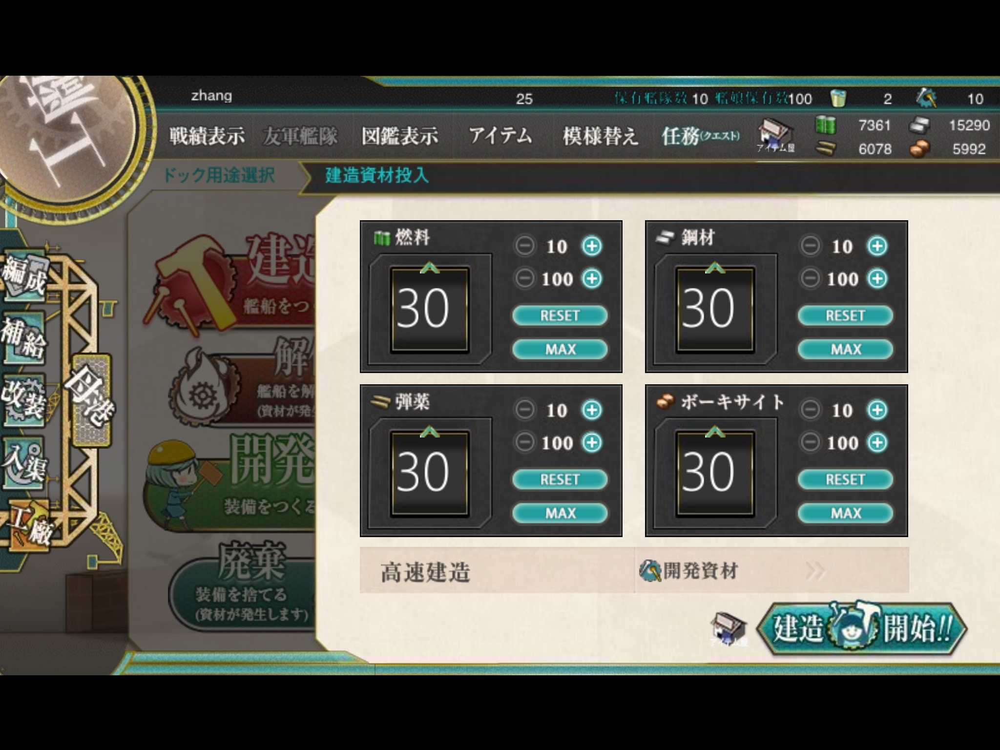 工廠
zhang
25
保有艦隊数 10 艦娘保有数100
2
10
戦績表示
友軍艦隊
図鑑表示
アイテム
模様替え
任務(クエスト)
アイテム屋
7361
15290
6078
5992
ドック用途選択
建造資材投入
編成
補給
改装
入渠
工廠
母港
建造
艦船をつ
解
艦船を解
(資材が発
開発
装備をつくる
廃棄
装備を捨てる
(資材が発生します)
燃料
10
100
30
RESET
MAX
鋼材
10
100
30
RESET
MAX
弾薬
10
100
30
RESET
MAX
ボーキサイト
10
100
30
RESET
MAX
高速建造
開発資材
アイテム屋
建造開始!!